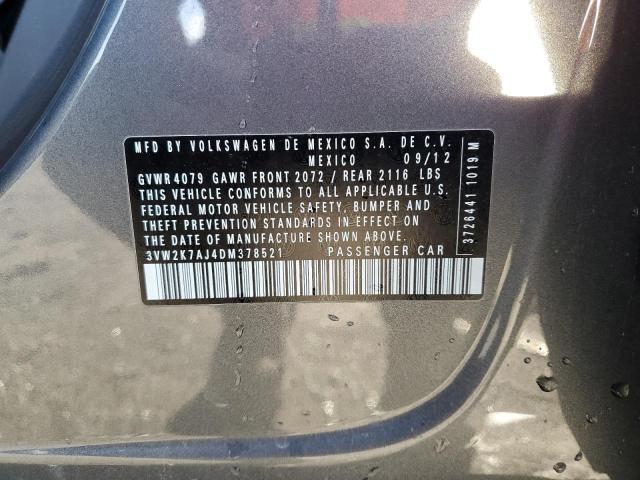 MFD BY VOLKSWAGEN DE MEXICO S.A. DE C.V.
MEXICO 09/12
GVWR 4079 GAWR FRONT 2072 / REAR 2116 LBS
THIS VEHICLE CONFORMS TO ALL APPLICABLE U.S.
FEDERAL MOTOR VEHICLE SAFETY, BUMPER AND
THEFT PREVENTION STANDARDS IN EFFECT ON
THE DATE OF MANUFACTURE SHOWN ABOVE.
3VW2K7AJ4DM378521 PASSENGER CAR
3726441 1019 M